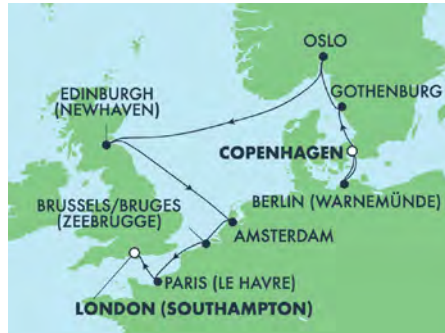 OSLO
EDINBURGH
(NEWHAVEN)
GOTHENBURG
COPENHAGEN
BRUSSELS/BRUGES
(ZEEBRUGGE)
BERLIN (WARNEMÜNDE)
AMSTERDAM
PARIS (LE HAVRE)
LONDON (SOUTHAMPTON)